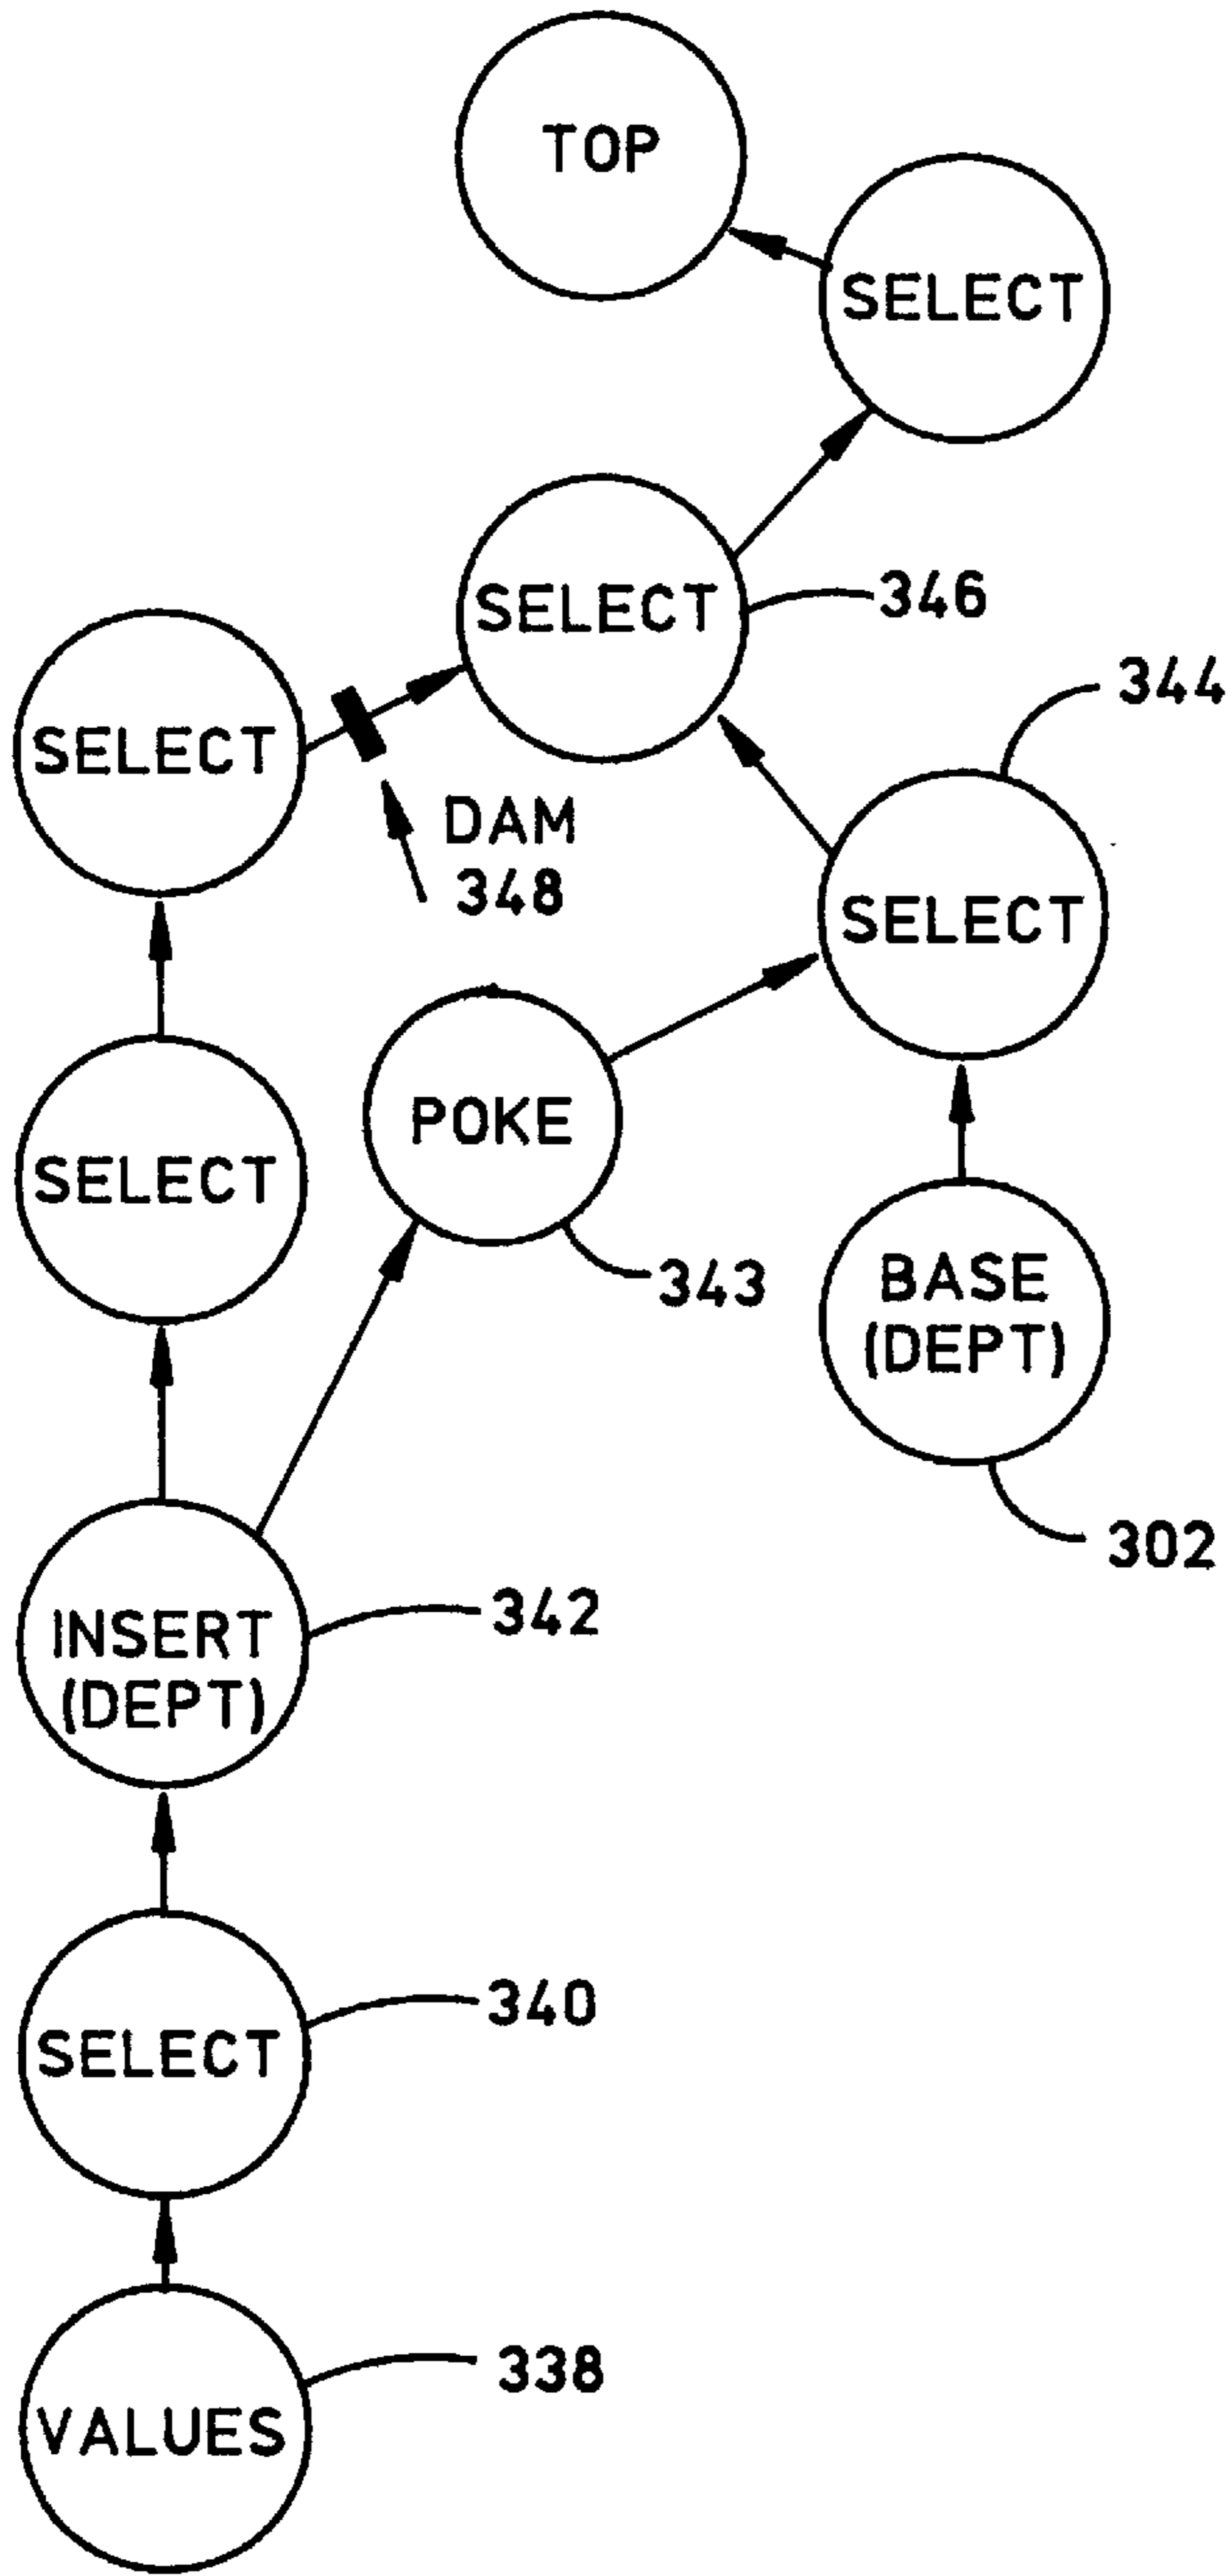 TOP
SELECT
SELECT
346
344
SELECT
DAM
348
SELECT
POKE
SELECT
343
BASE
(DEPT)
302
INSERT
(DEPT)
342
340
SELECT
338
VALUES